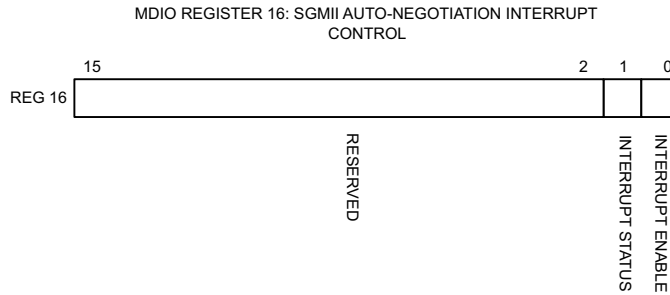 MDIO REGISTER 16: SGMII AUTO-NEGOTIATION INTERRUPT
CONTROL
15 2 1 0
REG 16
RESERVED
INTERRUPT STATUS
INTERRUPT ENABLE